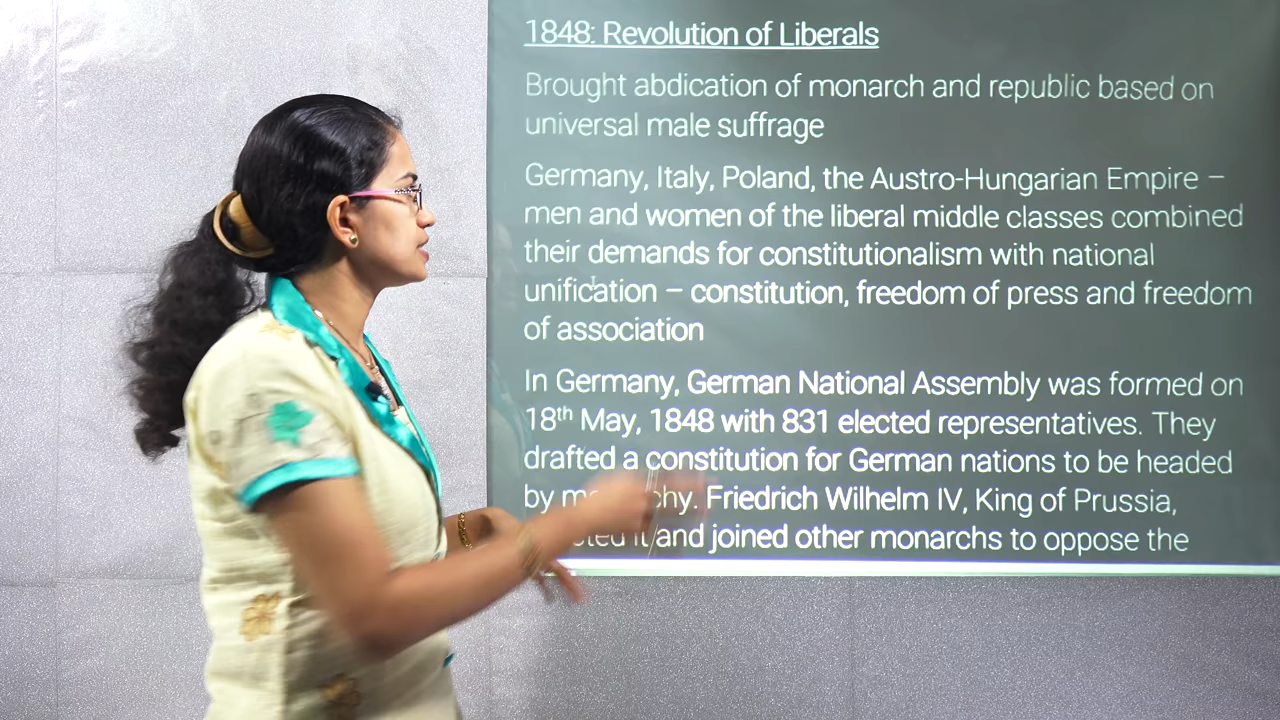 1848: Revolution of Liberals
Brought abdication of monarch and republic based on
universal male suffrage
Germany, Italy, Poland, the Austro-Hungarian Empire –
men and women of the liberal middle classes combined
their demands for constitutionalism with national
unification – constitution, freedom of press and freedom
of association
In Germany, German National Assembly was formed on
18th May, 1848 with 831 elected representatives. They
drafted a constitution for German nations to be headed
by Friedrich Wilhelm IV, King of Prussia,
it and joined other monarchs to oppose the